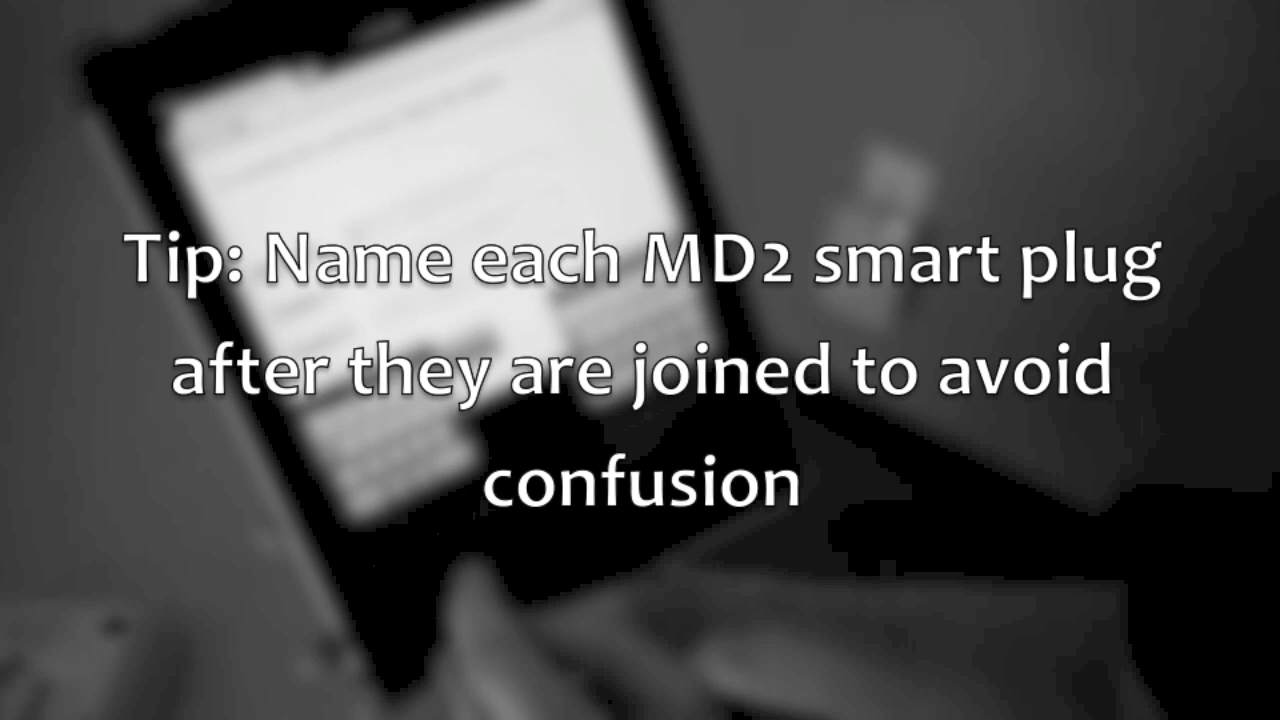 Tip: Name each MD2 smart plug
after they are joined to avoid
confusion